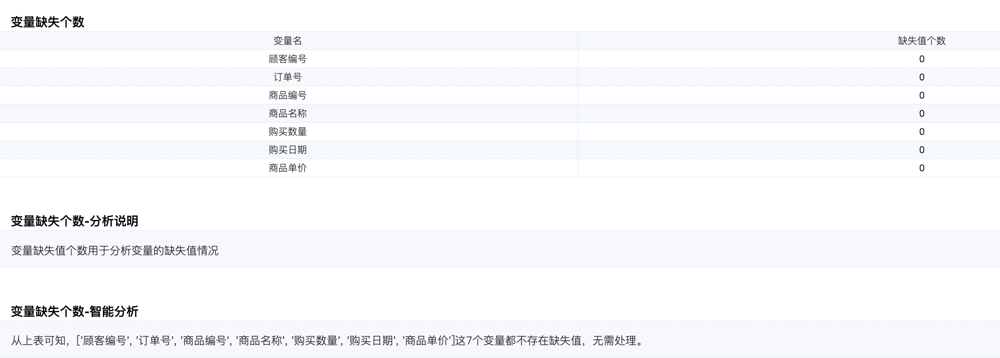 变量缺失个数
变量名 缺失值个数
顾客编号 0
订单号 0
商品编号 0
商品名称 0
购买数量 0
购买日期 0
商品单价 0
变量缺失个数-分析说明
变量缺失值个数用于分析变量的缺失值情况
变量缺失个数-智能分析
从上表可知，['顾客编号', '订单号', '商品编号', '商品名称', '购买数量', '购买日期', '商品单价']这7个变量都不存在缺失值，无需处理。